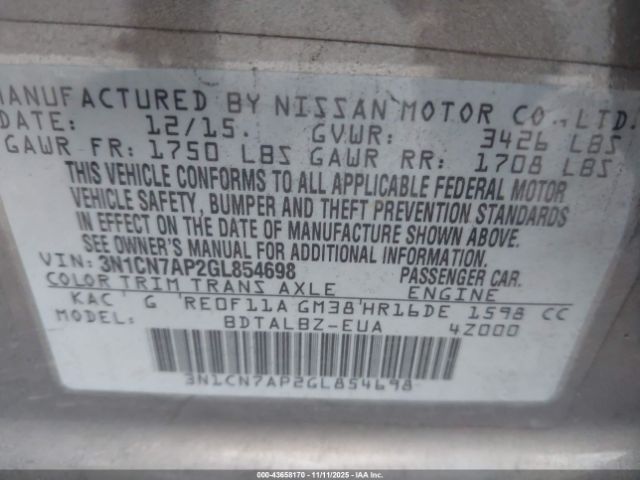 MANUFACTURED BY NISSAN MOTOR CO.,LTD.
DATE: 12/15. GVWR: 3426 LBS
GAWR FR: 1750 LBS GAWR RR: 1708 LBS
THIS VEHICLE CONFORMS TO ALL APPLICABLE FEDERAL MOTOR
VEHICLE SAFETY, BUMPER AND THEFT PREVENTION STANDARDS
IN EFFECT ON THE DATE OF MANUFACTURE SHOWN ABOVE.
SEE OWNER'S MANUAL FOR ADDITIONAL INFORMATION.
VIN: 3N1CN7AP2GL854698 PASSENGER CAR.
COLOR TRIM TRANS AXLE ENGINE
KAC G RE0F11A GM38 HR16DE 1598 CC
MODEL: BDTALBZ-EUA 4Z000
3N1CN7AP2GL854698
000-43658170 - 11/11/2025 - IAA, Inc.